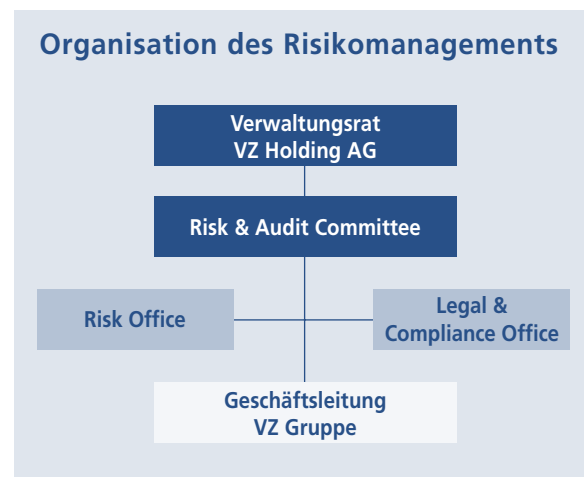 Organisation des Risikomanagements
Verwaltungsrat
VZ Holding AG
Risk & Audit Committee
Risk Office
Legal &
Compliance Office
Geschäftsleitung
VZ Gruppe